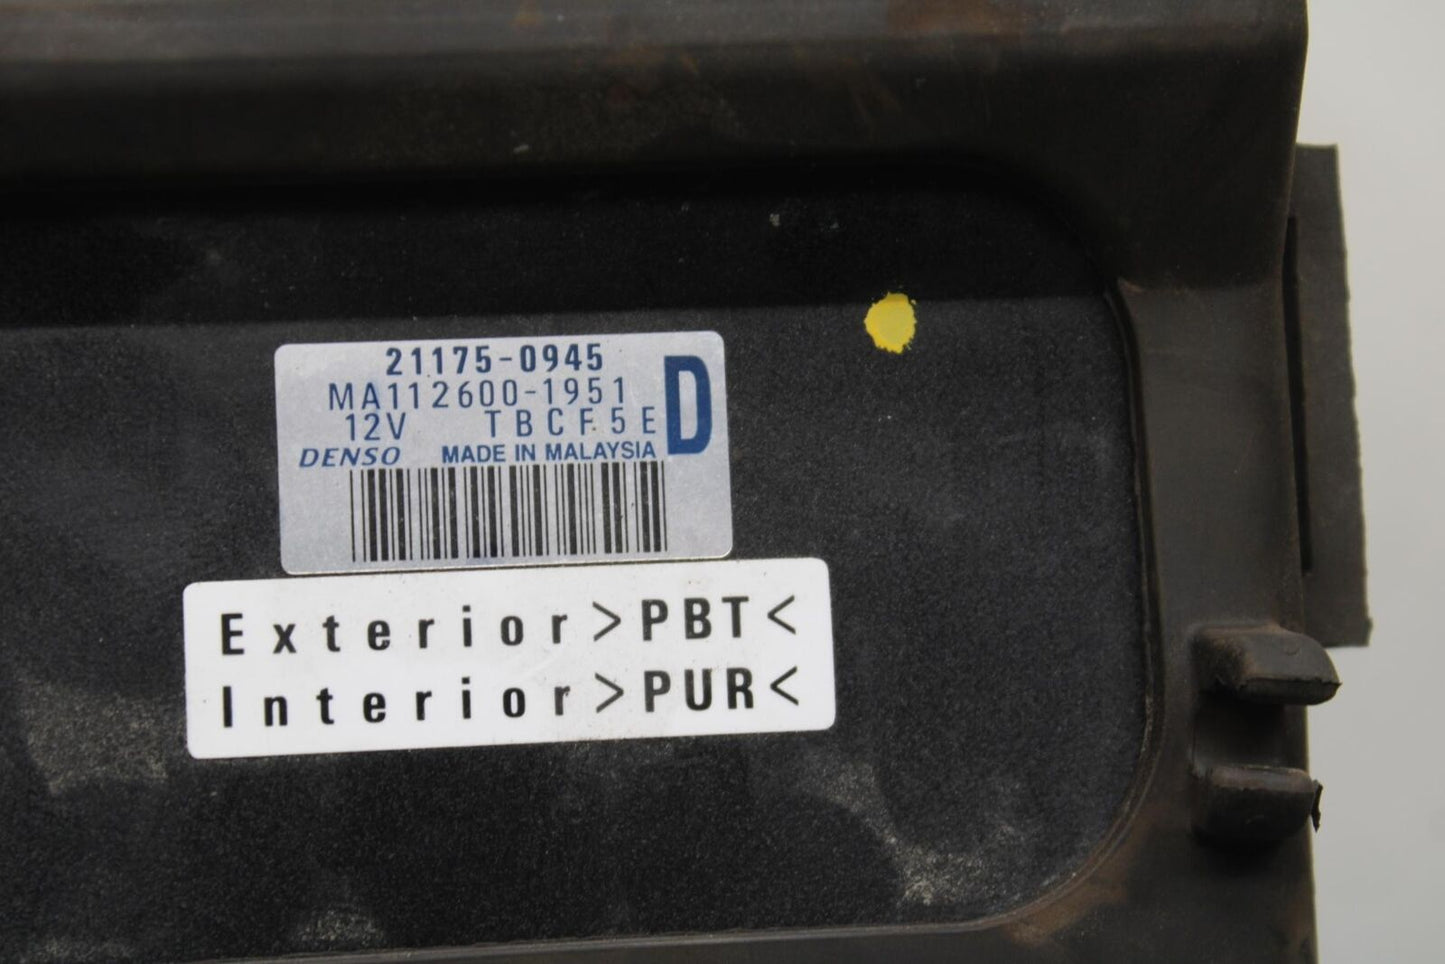 21175-0945
MA112600-1951
12V TBCF5E
D
DENSO MADE IN MALAYSIA
Exterior>PBT<
Interior>PUR<